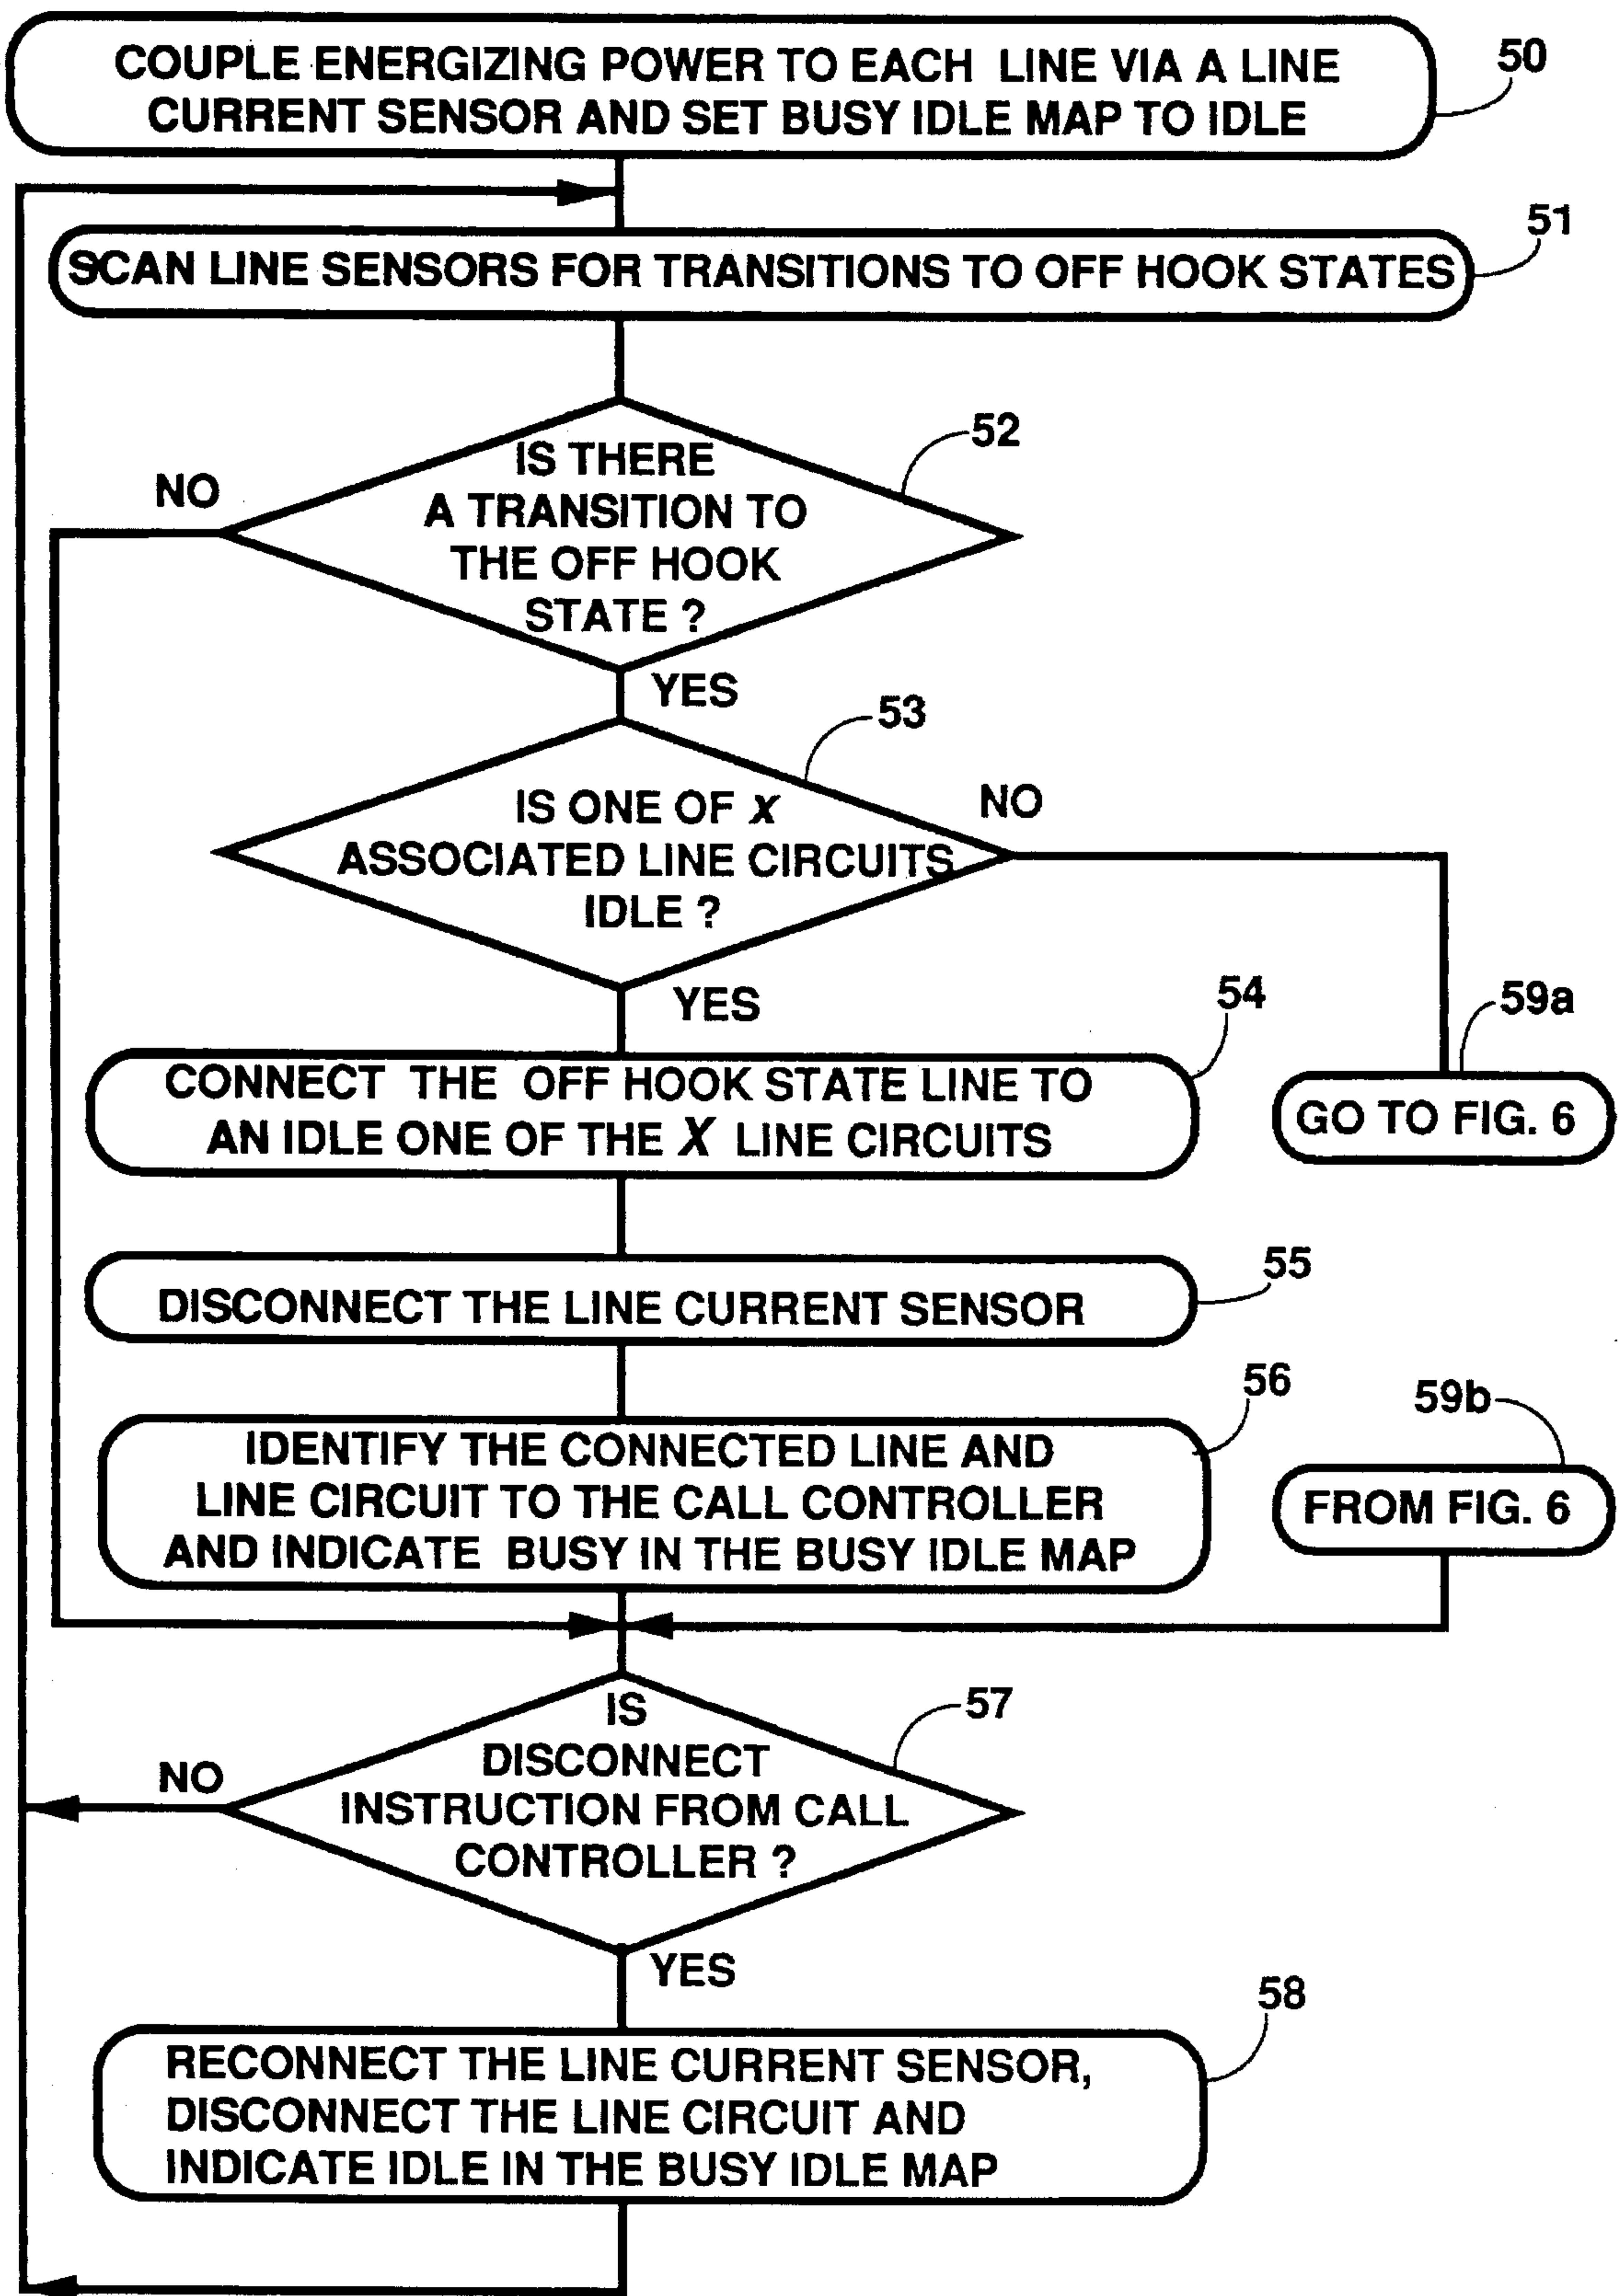 COUPLE ENERGIZING POWER TO EACH LINE VIA A LINE
CURRENT SENSOR AND SET BUSY IDLE MAP TO IDLE
50
SCAN LINE SENSORS FOR TRANSITIONS TO OFF HOOK STATES
51
IS THERE
A TRANSITION TO
THE OFF HOOK
STATE ?
52
NO
YES
IS ONE OF X
ASSOCIATED LINE CIRCUITS
IDLE ?
53
NO
YES
CONNECT THE OFF HOOK STATE LINE TO
AN IDLE ONE OF THE X LINE CIRCUITS
54
59a
GO TO FIG. 6
DISCONNECT THE LINE CURRENT SENSOR
55
IDENTIFY THE CONNECTED LINE AND
LINE CIRCUIT TO THE CALL CONTROLLER
AND INDICATE BUSY IN THE BUSY IDLE MAP
56
59b
FROM FIG. 6
IS
DISCONNECT
INSTRUCTION FROM CALL
CONTROLLER ?
57
NO
YES
RECONNECT THE LINE CURRENT SENSOR,
DISCONNECT THE LINE CIRCUIT AND
INDICATE IDLE IN THE BUSY IDLE MAP
58